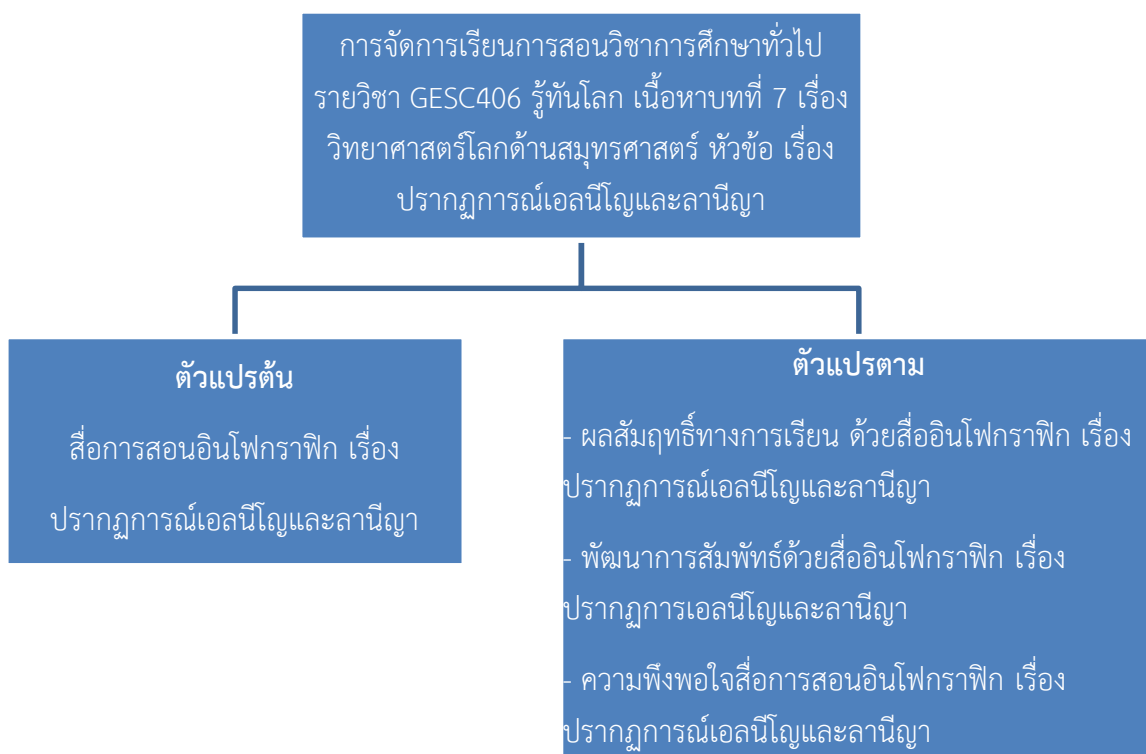 การจัดการเรียนการสอนวิชาการศึกษาทั่วไป
รายวิชา GESC406 รู้ทันโลก เนื้อหาบทที่ 7 เรื่อง
วิทยาศาสตร์โลกด้านสมุทรศาสตร์ หัวข้อ เรื่อง
ปรากฏการณ์เอลนีโญและลานีญา
ตัวแปรต้น
สื่อการสอนอินโฟกราฟิก เรื่อง
ปรากฏการณ์เอลนีโญและลานีญา
ตัวแปรตาม
- ผลสัมฤทธิ์ทางการเรียน ด้วยสื่ออินโฟกราฟิก เรื่อง
ปรากฏการณ์เอลนีโญและลานีญา
- พัฒนาการสัมพัทธ์ด้วยสื่ออินโฟกราฟิก เรื่อง
ปรากฏการเอลนีโญและลานีญา
- ความพึงพอใจสื่อการสอนอินโฟกราฟิก เรื่อง
ปรากฏการณ์เอลนีโญและลานีญา